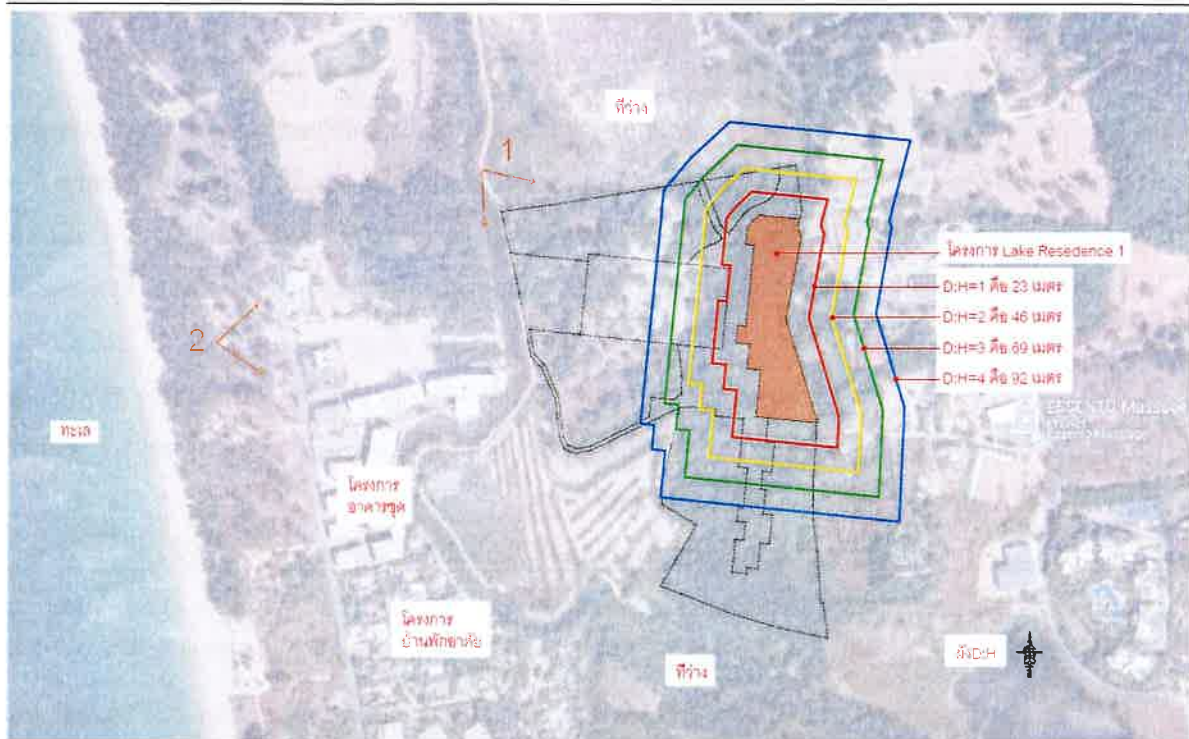 ที่ว่าง
1
โครงการ Lake Resedence 1
D:H=1 คือ 23 เมตร
D:H=2 คือ 46 เมตร
2
D:H=3 คือ 69 เมตร
D:H=4 คือ 92 เมตร
ทะเล
โครงการ
อาคารชุด
โครงการ
บ้านพักอาศัย
ที่ว่าง
ผังD:H